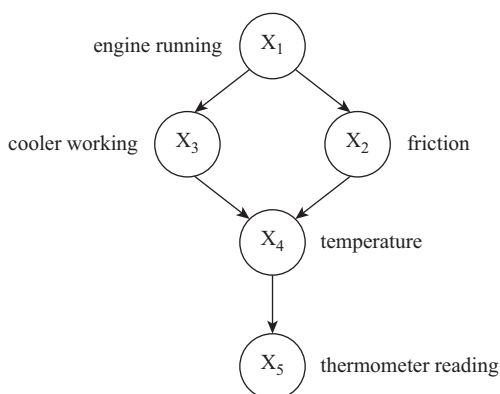 engine running X1
cooler working X3 X2 friction
X4 temperature
X5 thermometer reading